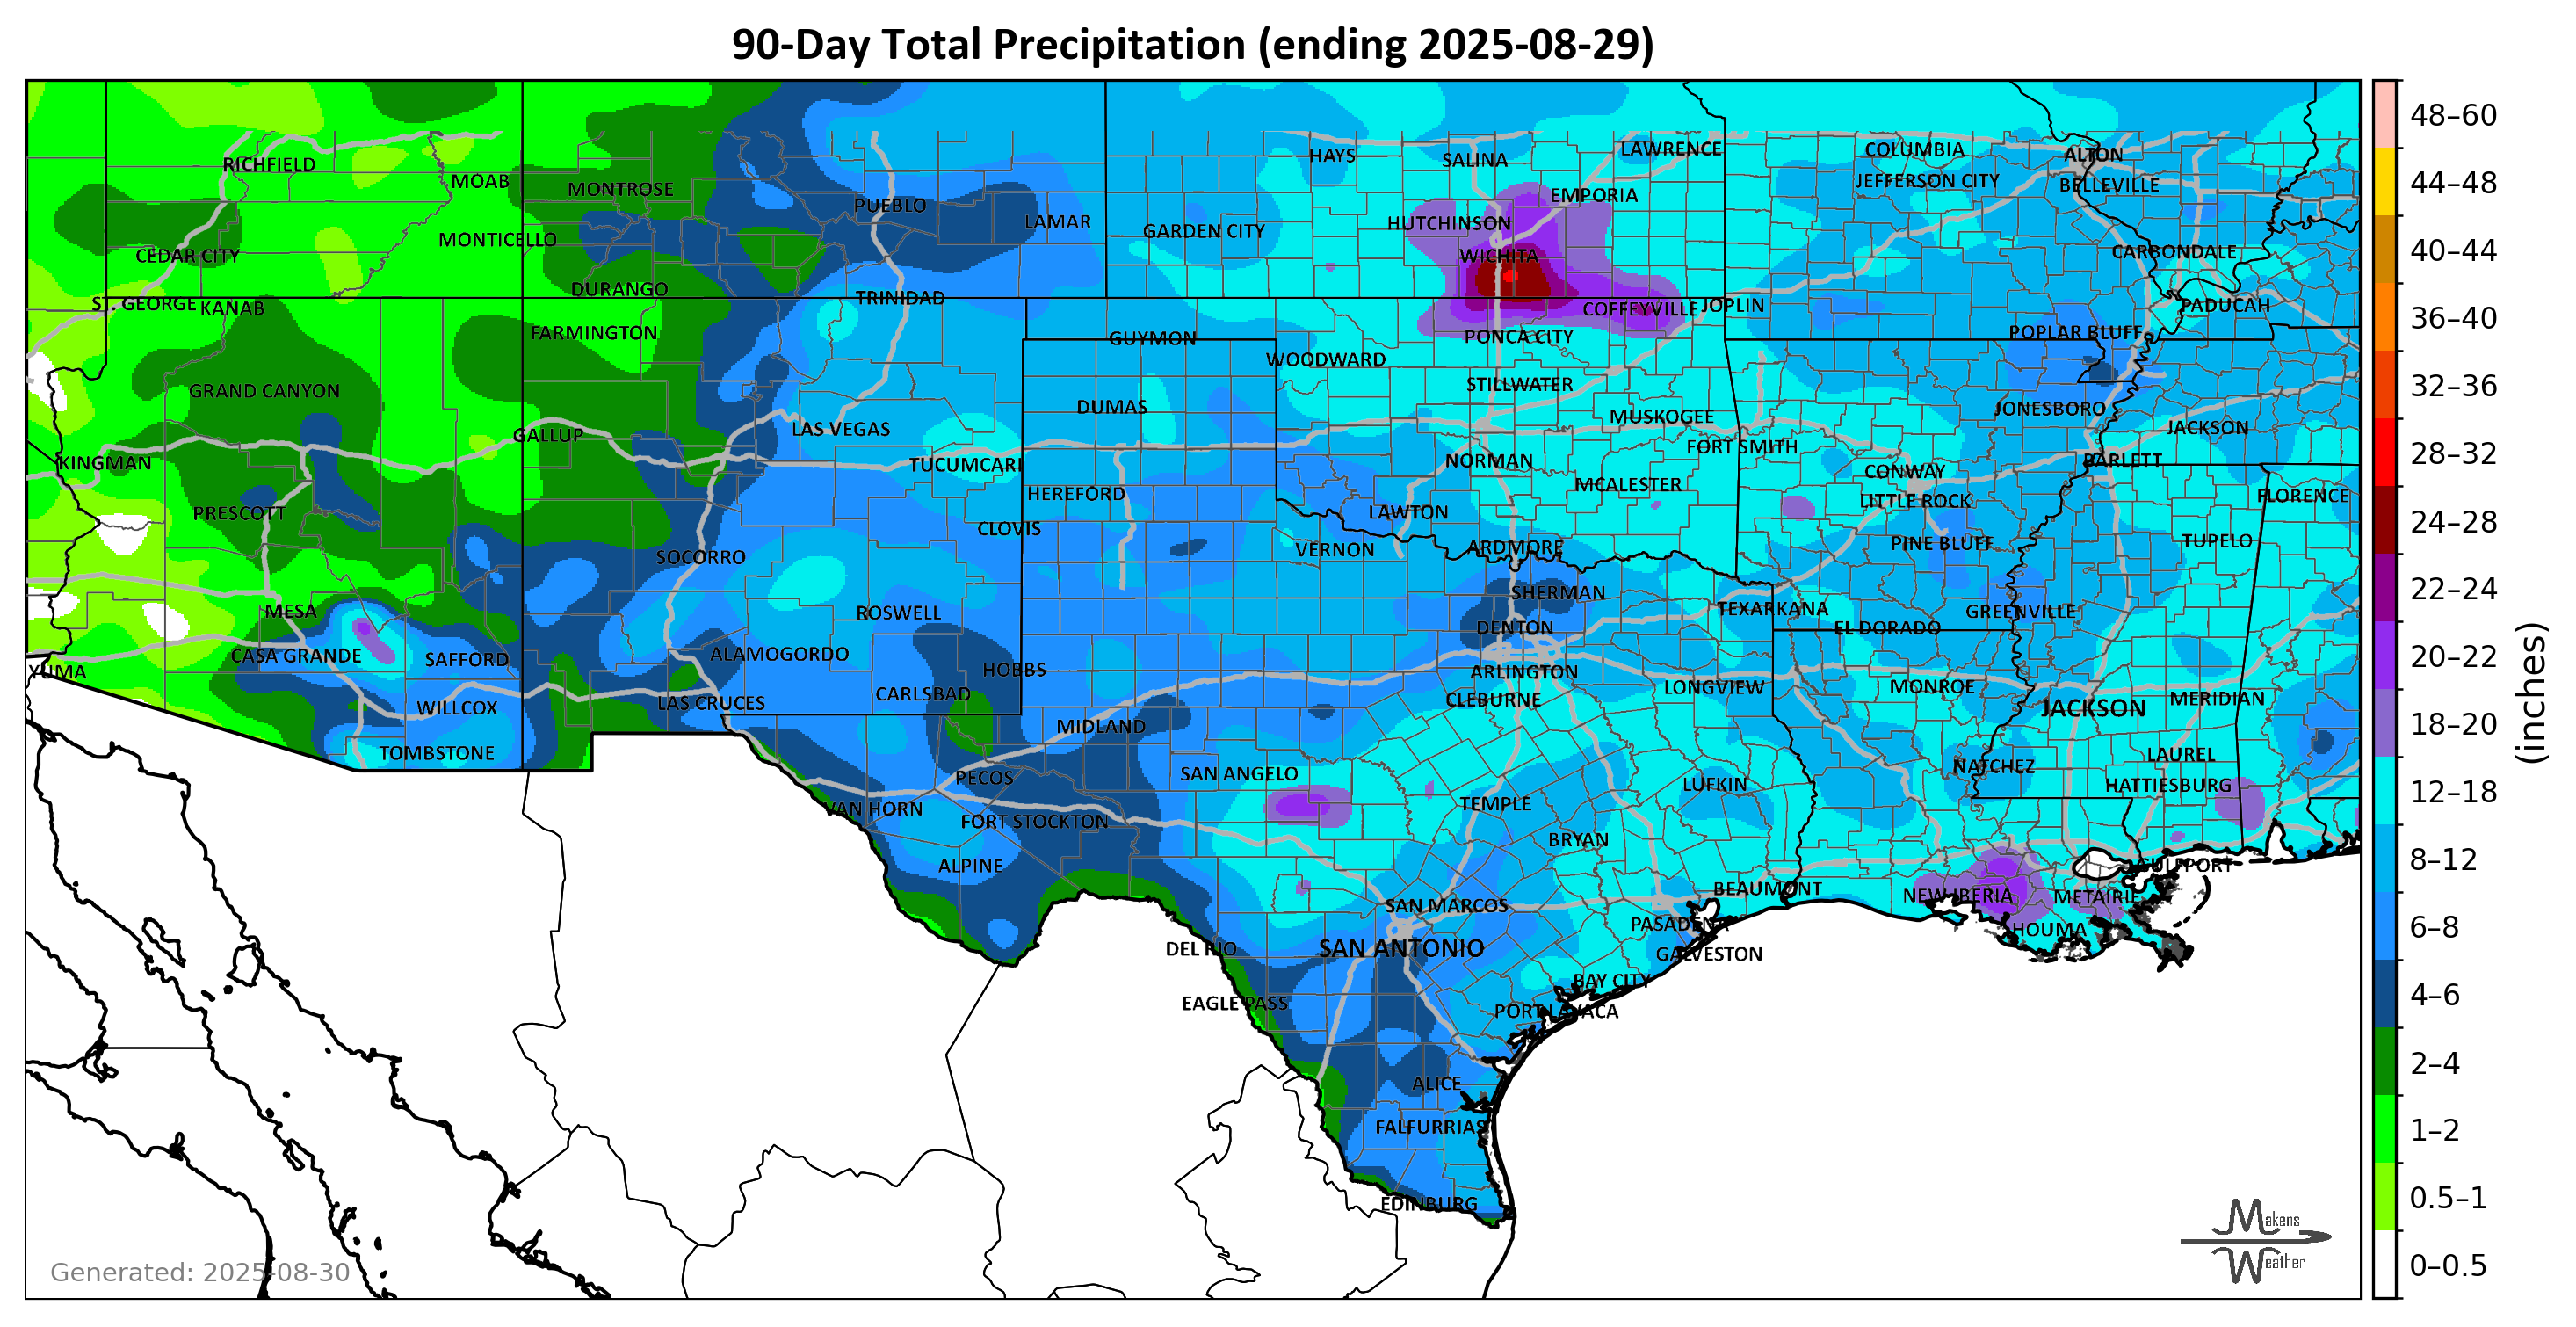 90-Day Total Precipitation (ending 2025-08-29)
HAYS
SALINA
LAWRENCE
COLUMBIA
ALTON
RICHFIELD
MOAB
MONTROSE
EMPORIA
JEFFERSON CITY
BELLEVILLE
PUEBLO
LAMAR
GARDEN CITY
HUTCHINSON
MONTICELLO
CEDAR CITY
WICHITA
CARBONDALE
DURANGO
TRINIDAD
ST. GEORGE
KANAB
COFFEYVILLE
JOPLIN
PADUCAH
FARMINGTON
GUYMON
PONCA CITY
POPLAR BLUFF
WOODWARD
GRAND CANYON
STILLWATER
DUMAS
MUSKOGEE
JONESBORO
GALLUP
LAS VEGAS
JACKSON
KINGMAN
TUCUMCARI
NORMAN
FORT SMITH
BARLETT
CONWAY
HEREFORD
MCALESTER
LITTLE ROCK
FLORENCE
PRESCOTT
CLOVIS
LAWTON
SOCORRO
VERNON
ARDMORE
PINE BLUFF
TUPELO
MESA
ROSWELL
SHERMAN
TEXARKANA
GREENVILLE
DENTON
EL DORADO
CASA GRANDE
SAFFORD
ALAMOGORDO
YUMA
HOBBS
ARLINGTON
WILLCOX
LAS CRUCES
CARLSBAD
CLEBURNE
LONGVIEW
MONROE
JACKSON
MERIDIAN
MIDLAND
TOMBSTONE
LAUREL
PECOS
SAN ANGELO
LUFKIN
NATCHEZ
HATTIESBURG
VAN HORN
FORT STOCKTON
TEMPLE
BRYAN
ALPINE
GULFPORT
BEAUMONT
NEW IBERIA
METAIRIE
SAN MARCOS
PASADENA
HOUMA
DEL RIO
SAN ANTONIO
GALVESTON
BAY CITY
EAGLE PASS
PORT LAVACA
ALICE
FALFURRIAS
EDINBURG
Generated: 2025-08-30
Makens
Weather
48–60
44–48
40–44
36–40
32–36
28–32
24–28
22–24
20–22
18–20
12–18
8–12
6–8
4–6
2–4
1–2
0.5–1
0–0.5
(inches)